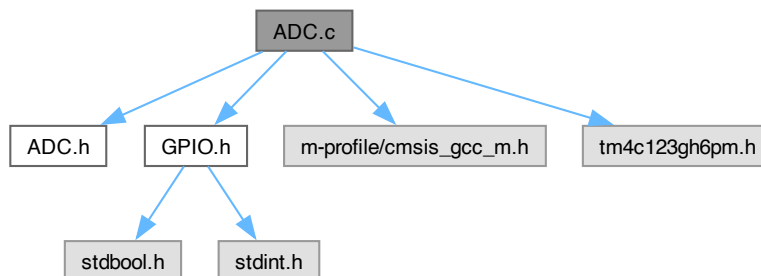 ADC.c
ADC.h
GPIO.h
m-profile/cmsis_gcc_m.h
tm4c123gh6pm.h
stdbool.h
stdint.h